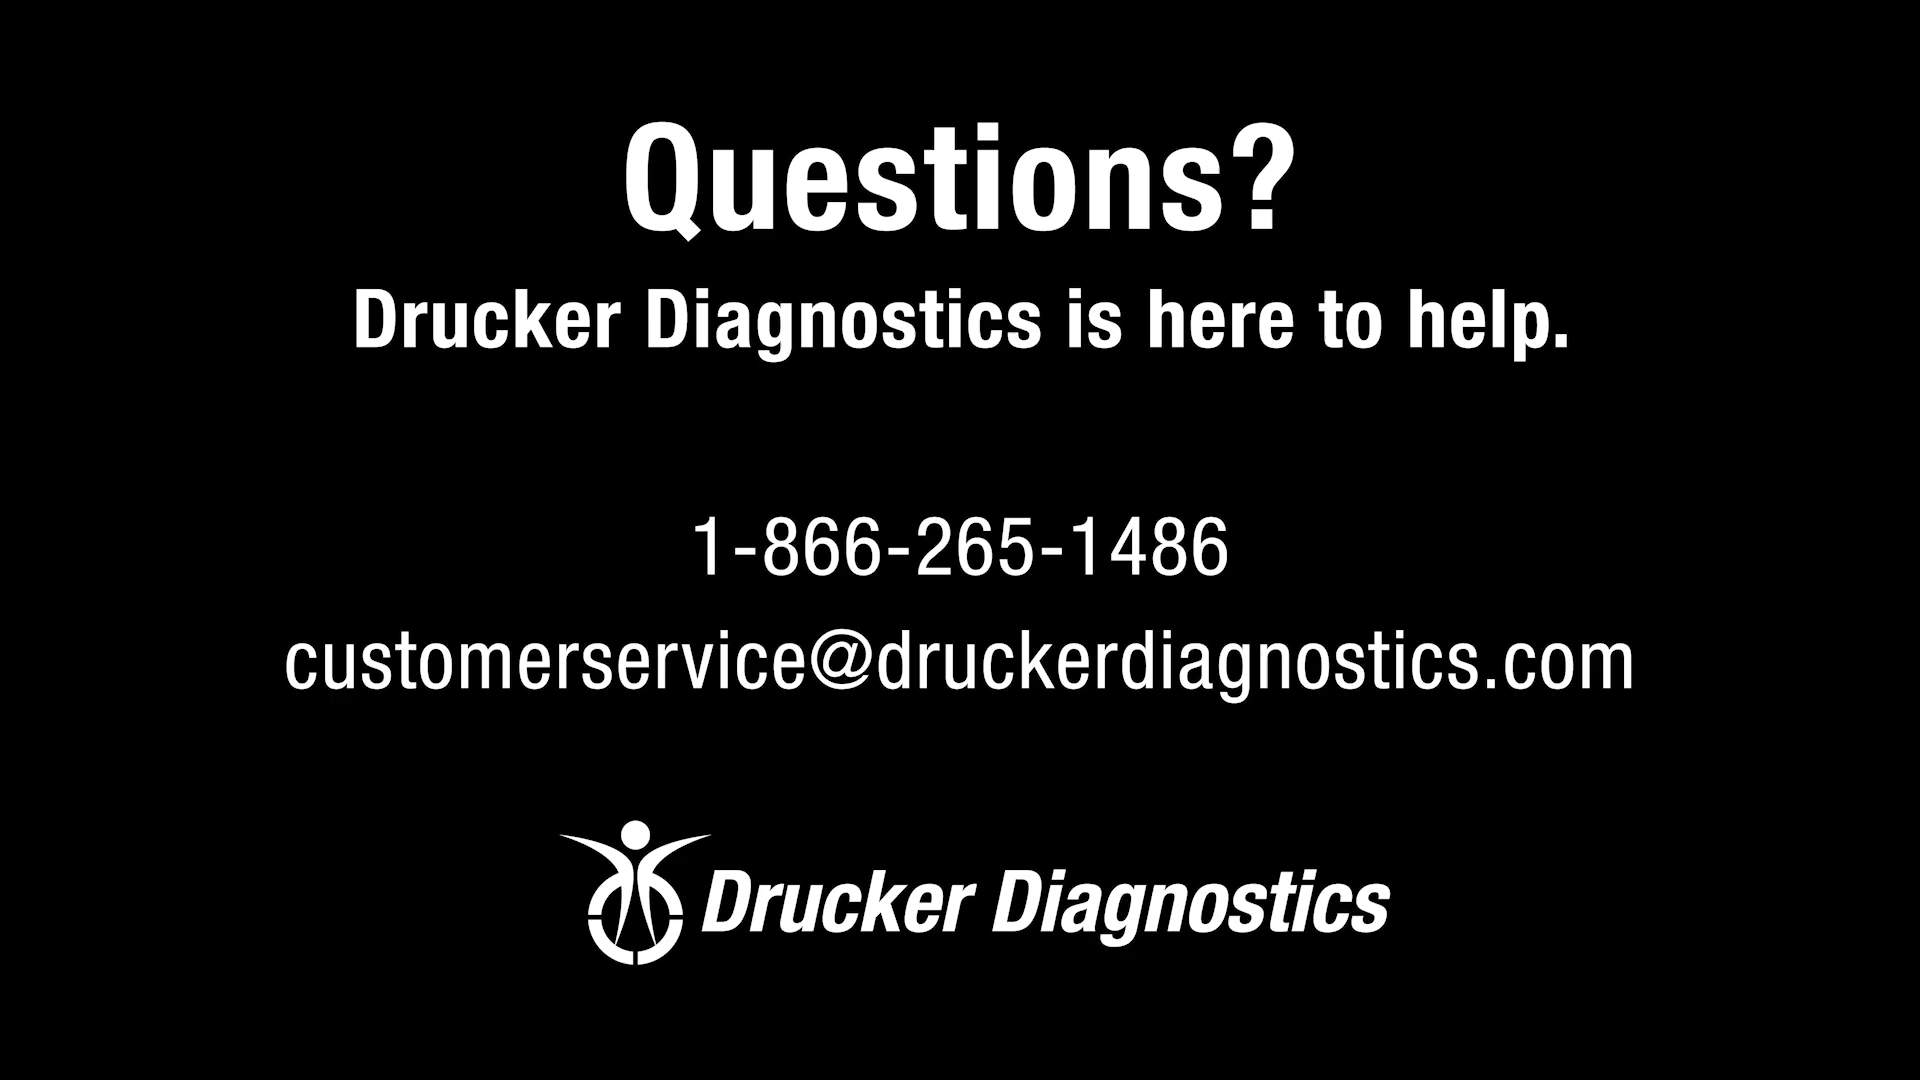 Questions?
Drucker Diagnostics is here to help.
1-866-265-1486
customerservice@druckerdiagnostics.com
Drucker Diagnostics